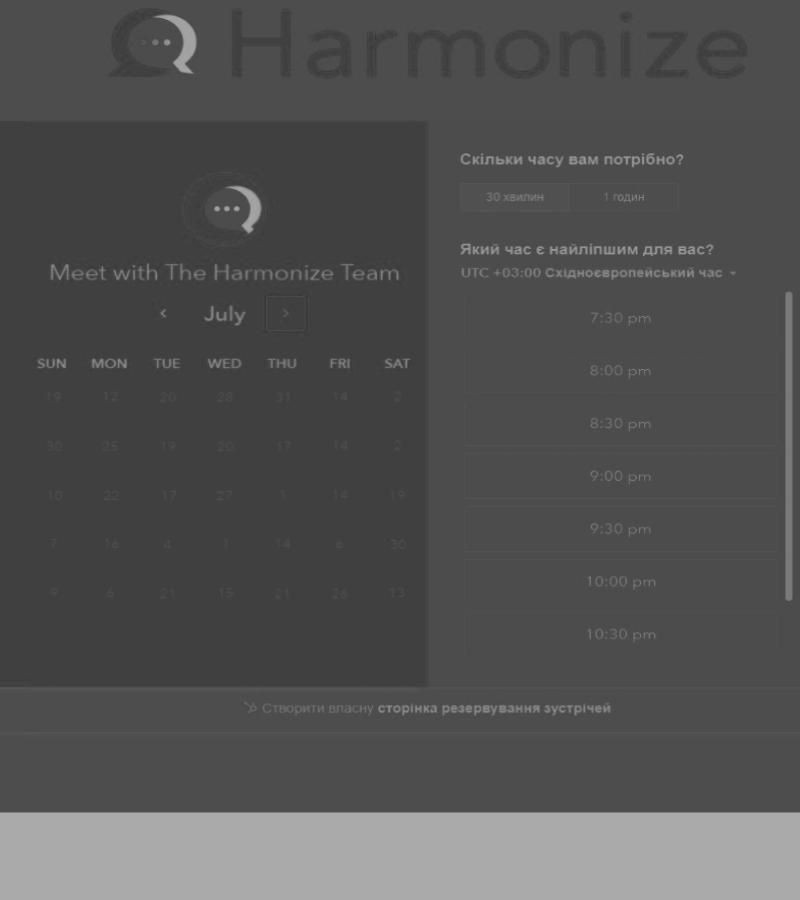 Harmonize
Meet with The Harmonize Team
July
SUN MON TUE WED THU FRI SAT
19 12 20 28 31 14 2
30 25 19 20 17 14 2
10 22 17 27 1 14 19
7 16 4 1 14 6 30
9 6 21 15 21 26 13
Скільки часу вам потрібно?
30 хвилин 1 годин
Який час є найліпшим для вас?
UTC +03:00 Східноєвропейський час
7:30 pm
8:00 pm
8:30 pm
9:00 pm
9:30 pm
10:00 pm
10:30 pm
Створити власну сторінка резервування зустрічей